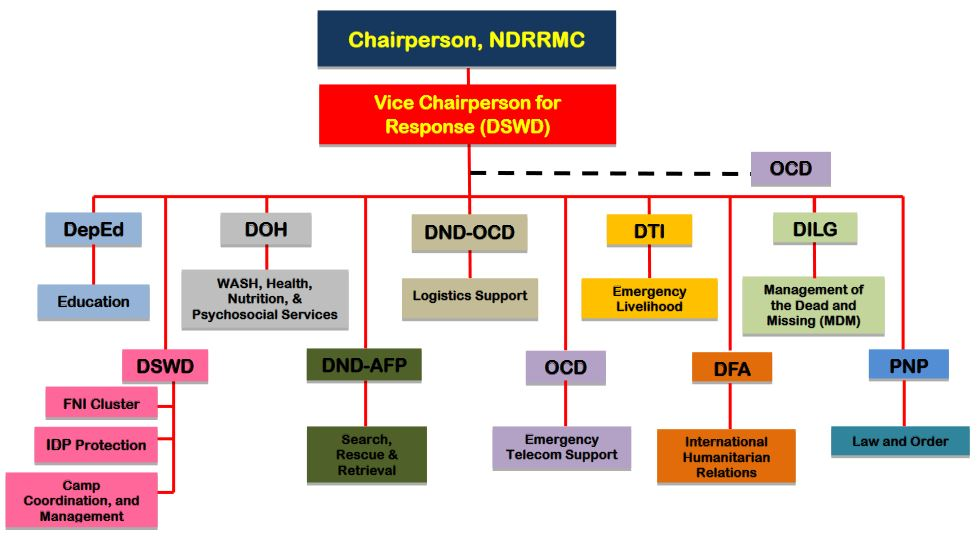 Chairperson, NDRRMC
Vice Chairperson for
Response (DSWD)
OCD
DepEd
DOH
DND-OCD
DTI
DILG
Education
WASH, Health,
Nutrition, &
Psychosocial Services
Logistics Support
Emergency
Livelihood
Management of
the Dead and
Missing (MDM)
DSWD
DND-AFP
OCD
DFA
PNP
FNI Cluster
IDP Protection
Camp
Coordination, and
Management
Search,
Rescue &
Retrieval
Emergency
Telecom Support
International
Humanitarian
Relations
Law and Order